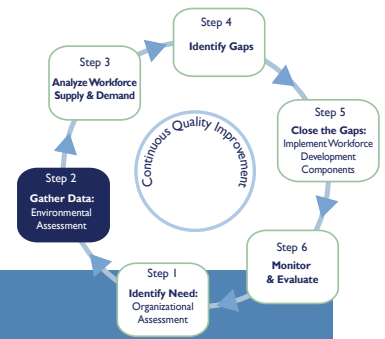 Step 4
Identify Gaps
Step 3
Analyze Workforce
Supply & Demand
Step 5
Close the Gaps:
Implement Workforce
Development
Components
Continuous Quality Improvement
Step 2
Gather Data:
Environmental
Assessment
Step 6
Monitor
& Evaluate
Step 1
Identify Need:
Organizational
Assessment